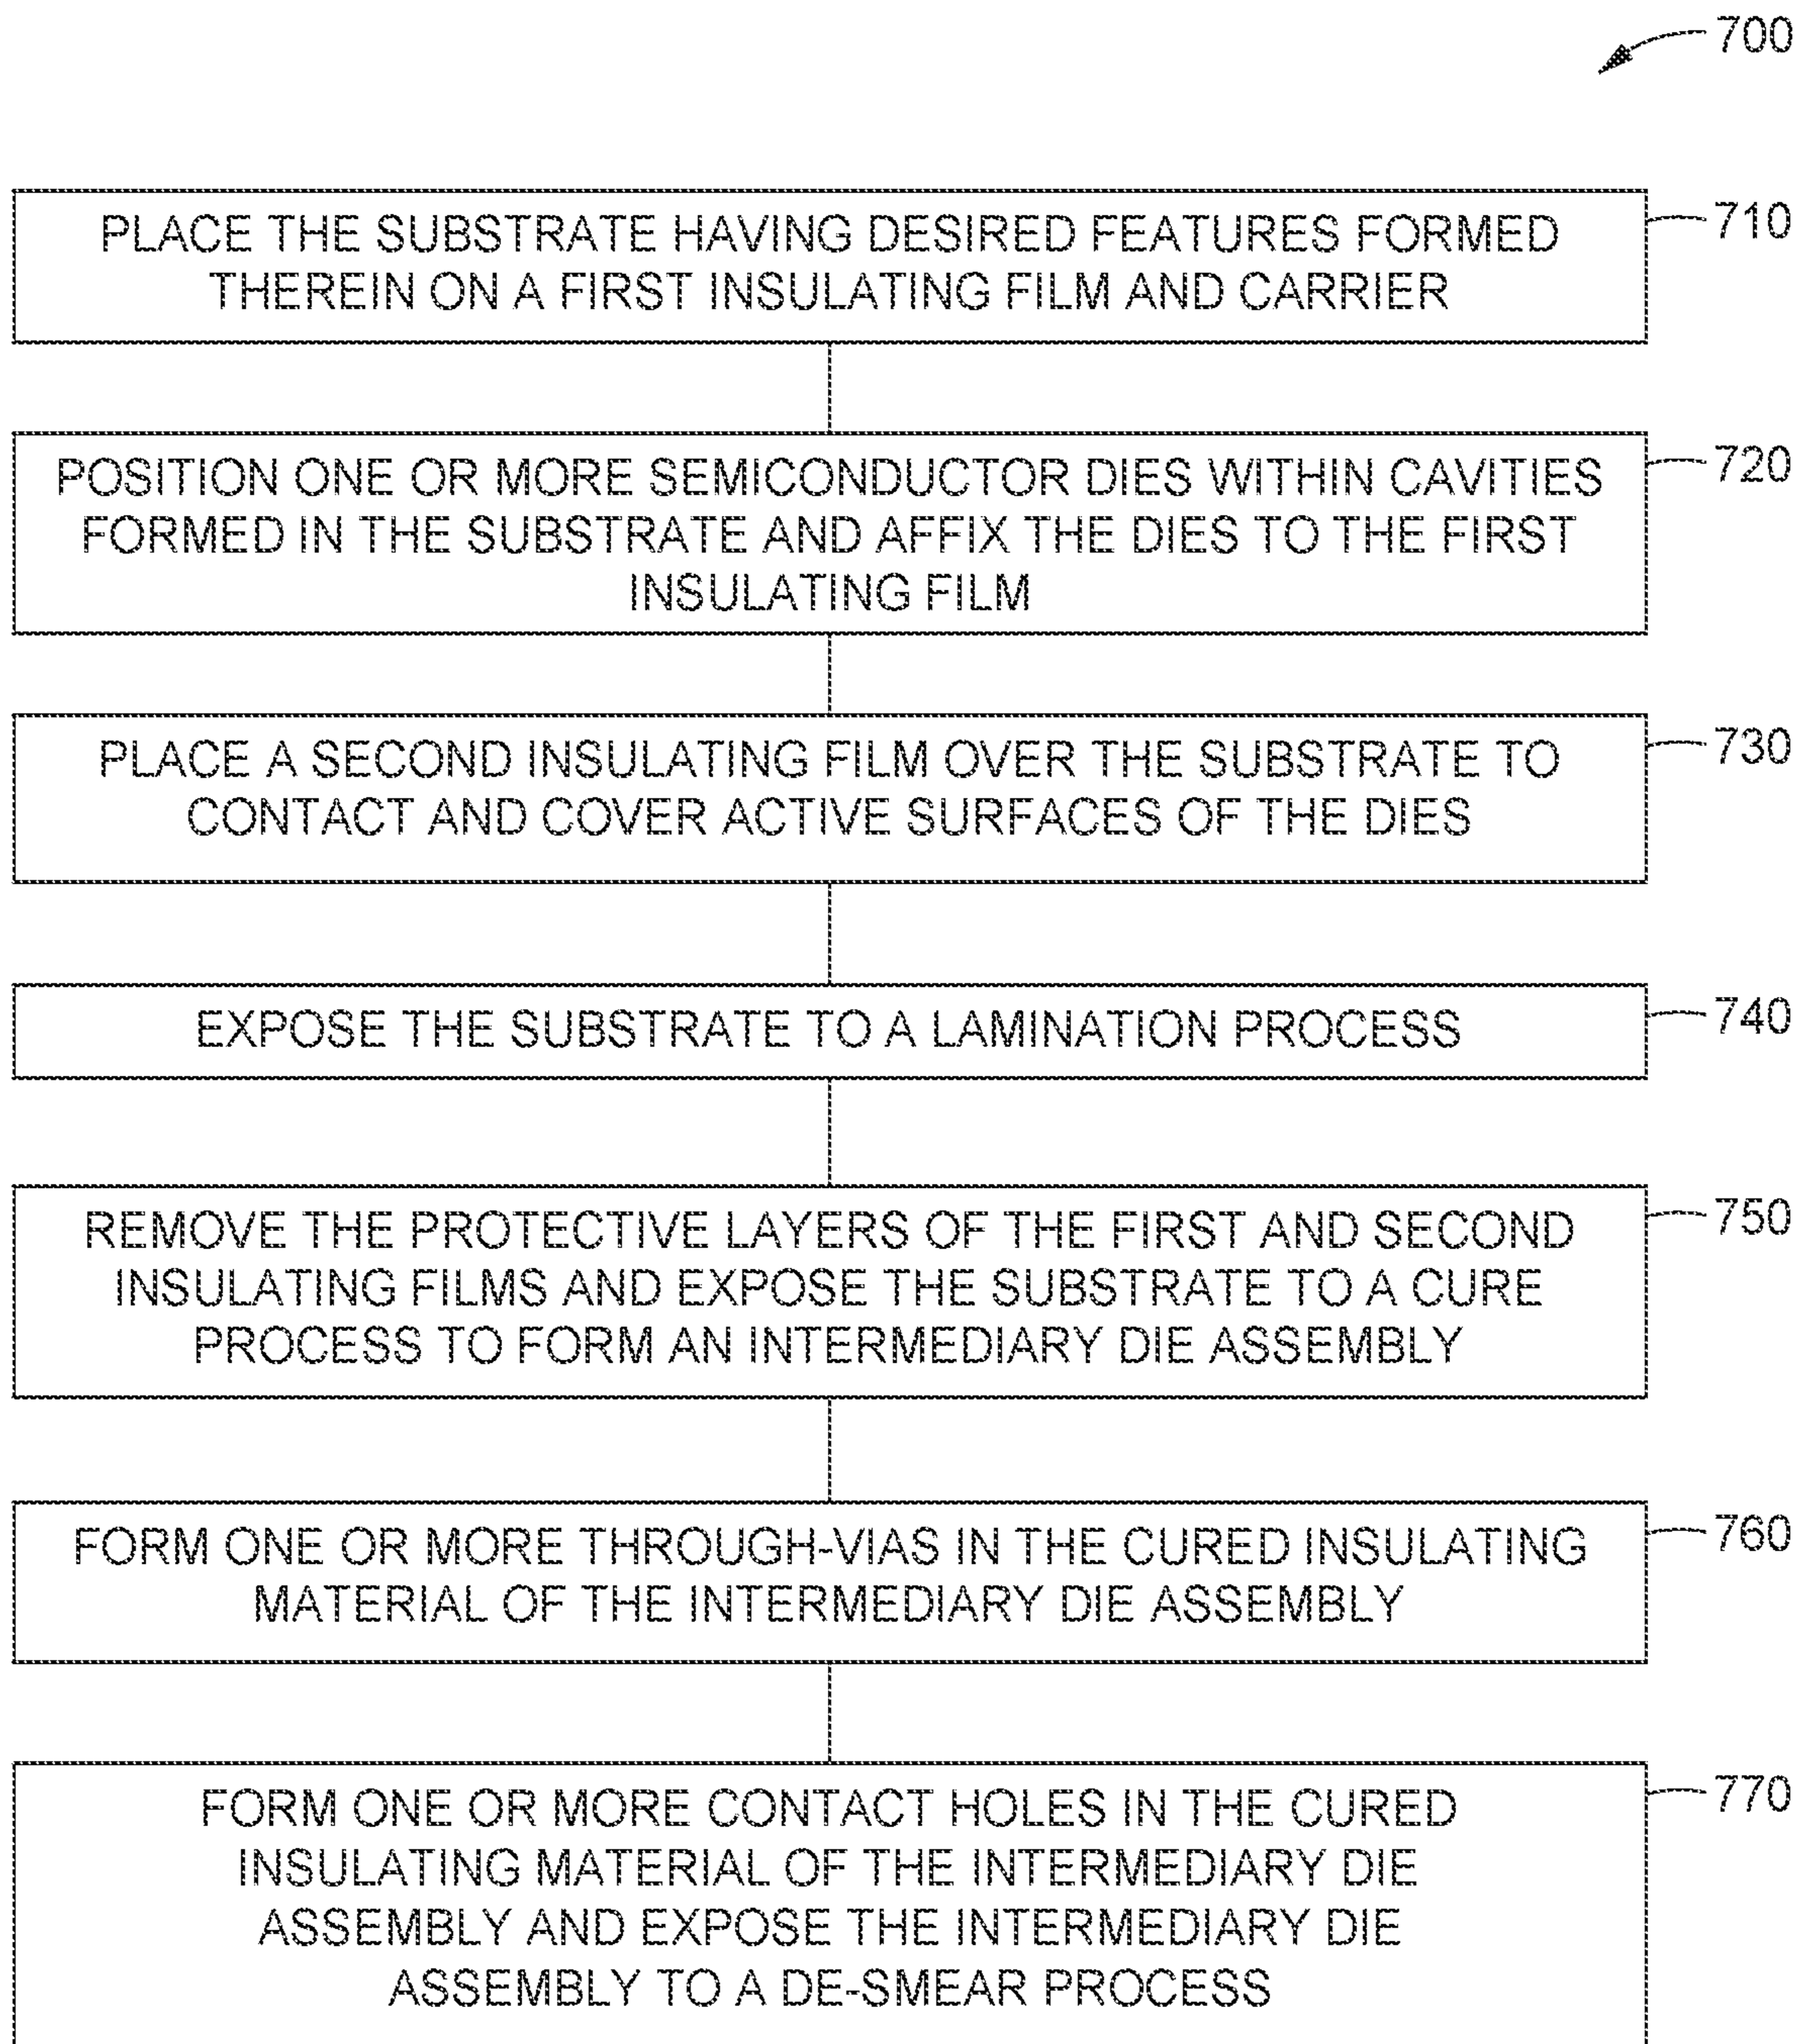 700
PLACE THE SUBSTRATE HAVING DESIRED FEATURES FORMED
THEREIN ON A FIRST INSULATING FILM AND CARRIER
710
POSITION ONE OR MORE SEMICONDUCTOR DIES WITHIN CAVITIES
FORMED IN THE SUBSTRATE AND AFFIX THE DIES TO THE FIRST
INSULATING FILM
720
PLACE A SECOND INSULATING FILM OVER THE SUBSTRATE TO
CONTACT AND COVER ACTIVE SURFACES OF THE DIES
730
EXPOSE THE SUBSTRATE TO A LAMINATION PROCESS
740
REMOVE THE PROTECTIVE LAYERS OF THE FIRST AND SECOND
INSULATING FILMS AND EXPOSE THE SUBSTRATE TO A CURE
PROCESS TO FORM AN INTERMEDIARY DIE ASSEMBLY
750
FORM ONE OR MORE THROUGH-VIAS IN THE CURED INSULATING
MATERIAL OF THE INTERMEDIARY DIE ASSEMBLY
760
FORM ONE OR MORE CONTACT HOLES IN THE CURED
INSULATING MATERIAL OF THE INTERMEDIARY DIE
ASSEMBLY AND EXPOSE THE INTERMEDIARY DIE
ASSEMBLY TO A DE-SMEAR PROCESS
770